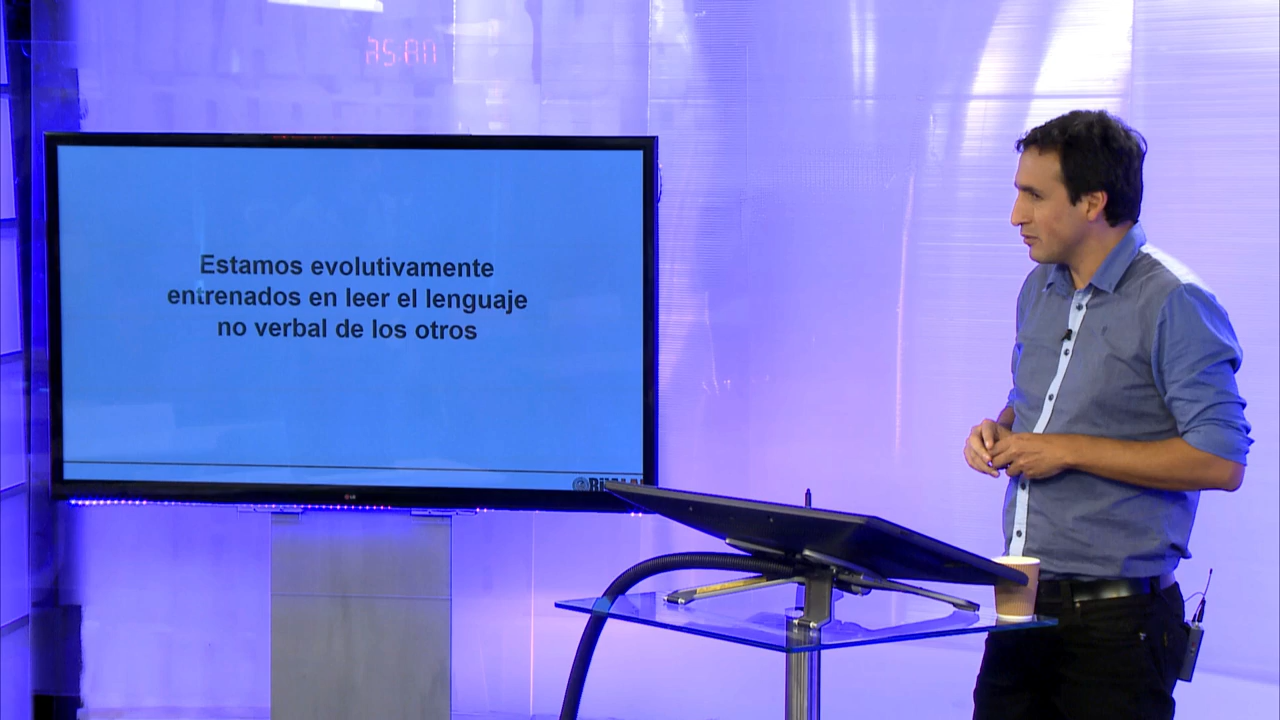 Estamos evolutivamente
entrenados en leer el lenguaje
no verbal de los otros